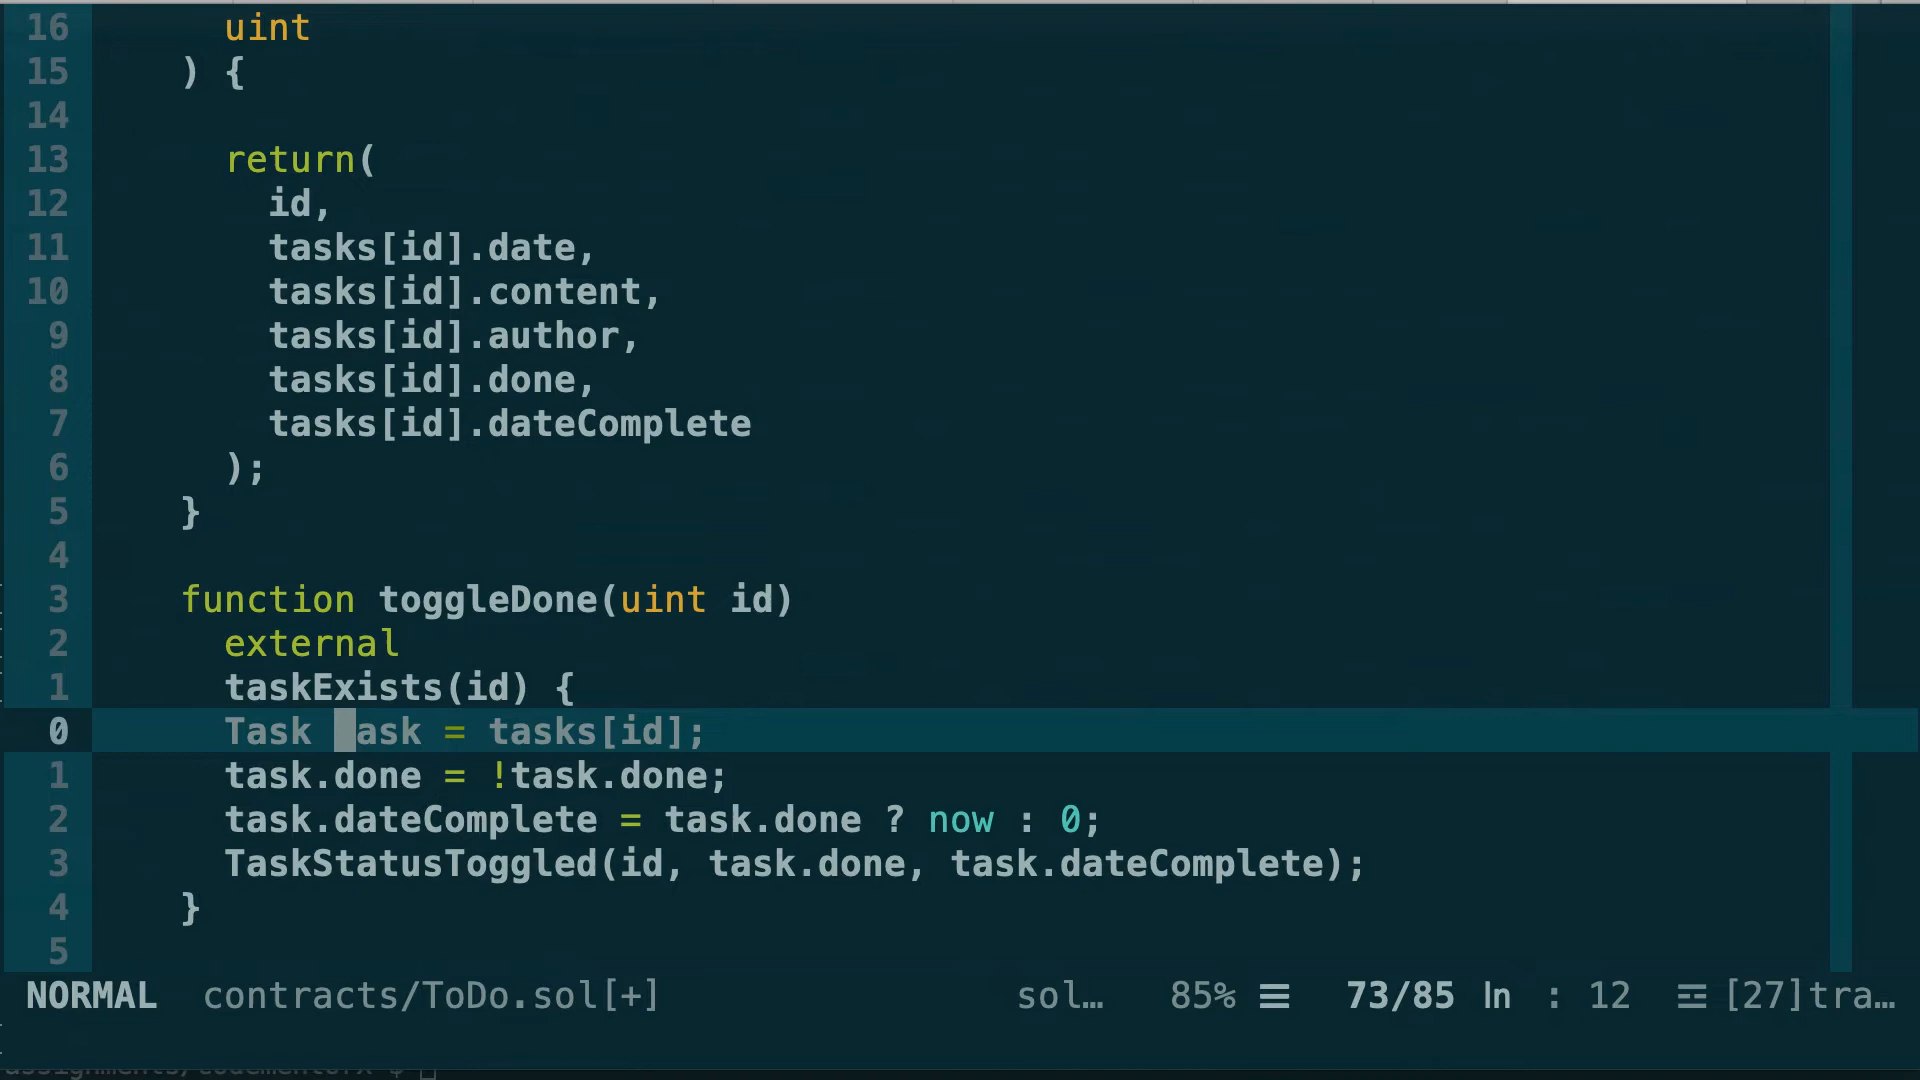 16 uint
15 ) {
14
13 return(
12 id,
11 tasks[id].date,
10 tasks[id].content,
9 tasks[id].author,
8 tasks[id].done,
7 tasks[id].dateComplete
6 );
5 }
4
3 function toggleDone(uint id)
2 external
1 taskExists(id) {
0 Task task = tasks[id];
1 task.done = !task.done;
2 task.dateComplete = task.done ? now : 0;
3 TaskStatusToggled(id, task.done, task.dateComplete);
4 }
5
NORMAL contracts/ToDo.sol[+] sol… 85% ☰ 73/85 ln : 12 ☲ [27]tra…